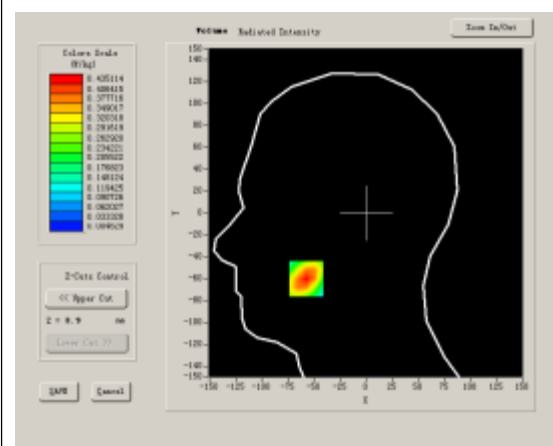 Volume Radiated Intensity
Zoom In/Out
Colors Scale
(W/kg)
0.435114
0.406415
0.377716
0.349017
0.320318
0.291619
0.262920
0.234221
0.205522
0.176823
0.148124
0.119425
0.090726
0.062027
0.033328
0.004629
Z-Cuts Control
<< Upper Cut
Z = 0.9 mm
Lower Cut >>
SAVE
Cancel
150
140
120
100
80
60
40
20
0
-20
-40
-60
-80
-100
-120
-140
-150
Y
-150 -125 -100 -75 -50 -25 0 25 50 75 100 125 150
X